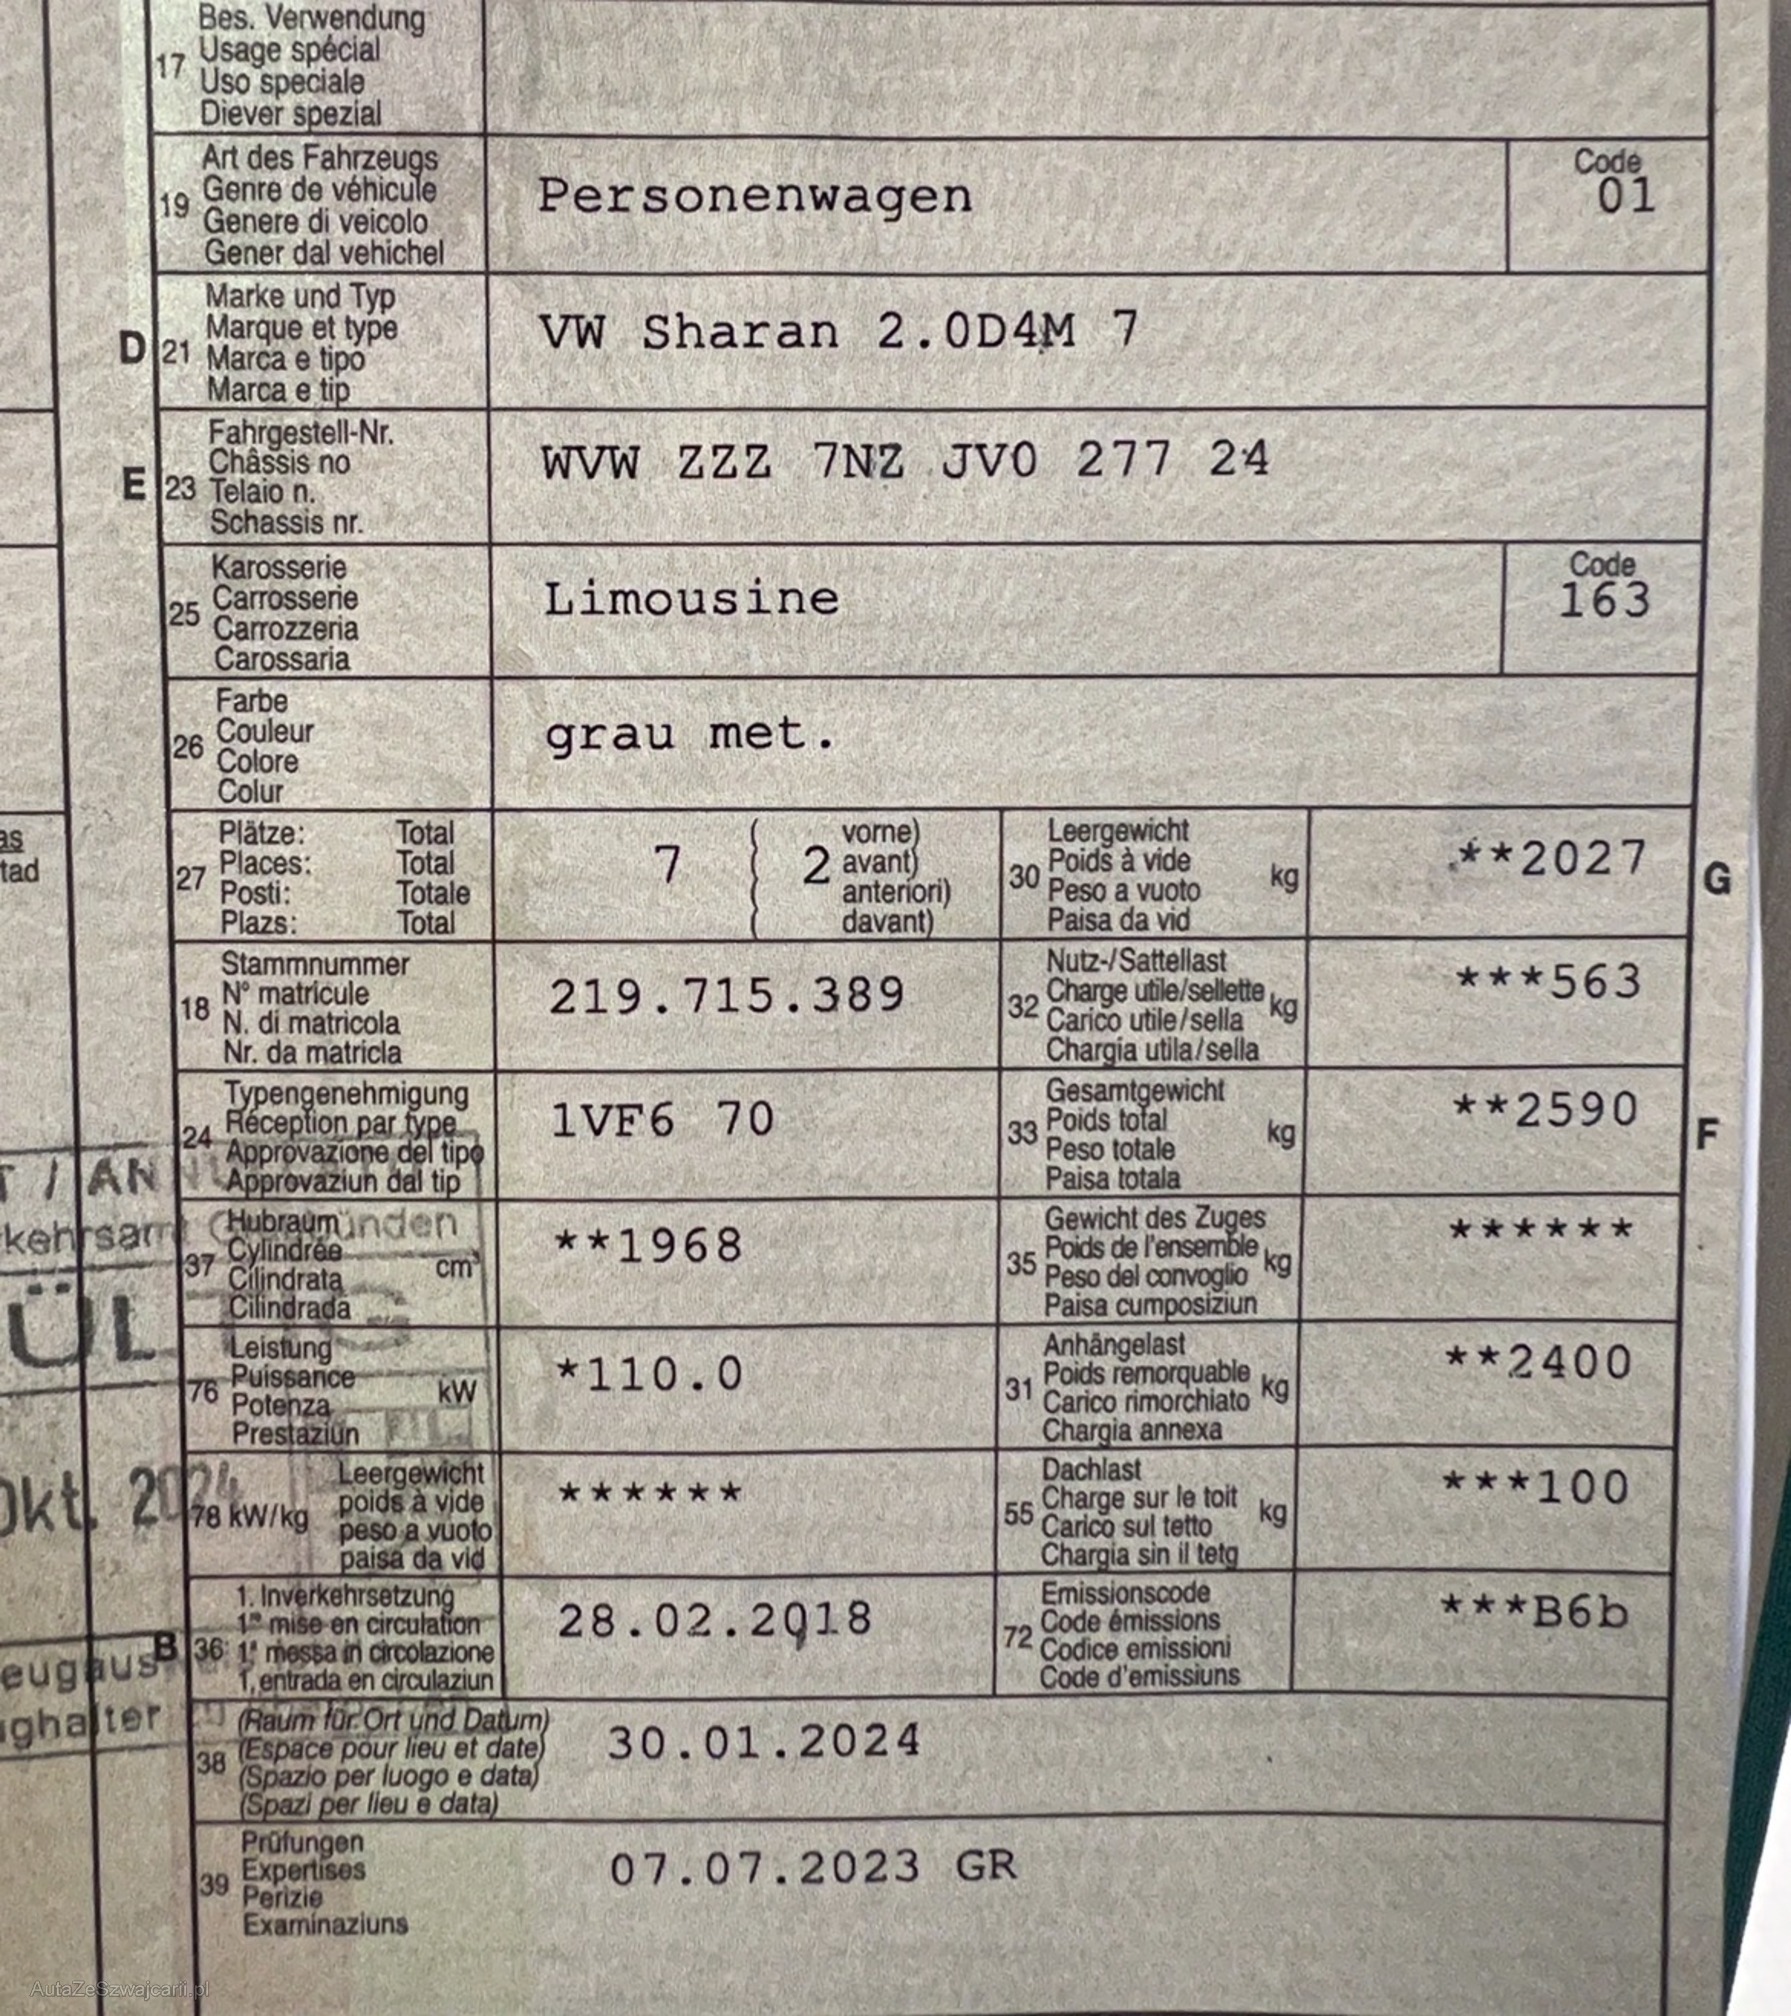 Bes. Verwendung
17 Usage spécial
Uso speciale
Diever spezial
Art des Fahrzeugs
19 Genre de véhicule
Genere di veicolo
Gener dal vehichel
Personenwagen
Code
01
Marke und Typ
D 21 Marque et type
Marca e tipo
Marca e tip
VW Sharan 2.0D4M 7
Fahrgestell-Nr.
Châssis no
E 23 Telaio n.
Schassis nr.
WVW ZZZ 7NZ JV0 277 24
Karosserie
25 Carrosserie
Carrozzeria
Carossaria
Limousine
Code
163
Farbe
26 Couleur
Colore
Colur
grau met.
Plätze: Total
27 Places: Total
Posti: Totale
Plazs: Total
7
2 vorne)
avant)
anteriori)
davant)
Leergewicht
30 Poids à vide kg
Peso a vuoto
Paisa da vid
**2027
G
Stammnummer
18 N° matricule
N. di matricola
Nr. da matricla
219.715.389
Nutz-/Sattellast
32 Charge utile/sellette kg
Carico utile/sella
Chargia utila/sella
***563
Typengenehmigung
24 Réception par type
Approvazione del tipo
Approvaziun dal tip
1VF6 70
Gesamtgewicht
33 Poids total kg
Peso totale
Paisa totala
**2590
F
Hubraum
37 Cylindrée cm³
Cilindrata
Cilindrada
**1968
Gewicht des Zuges
35 Poids de l'ensemble kg
Peso del convoglio
Paisa cumposiziun
******
Leistung
76 Puissance kW
Potenza
Prestaziun
*110.0
Anhängelast
31 Poids remorquable kg
Carico rimorchiato
Chargia annexa
**2400
78 kW/kg
Leergewicht
poids à vide
peso a vuoto
paisa da vid
******
Dachlast
55 Charge sur le toit kg
Carico sul tetto
Chargia sin il tetg
***100
1. Inverkehrsetzung
B 36 1re mise en circulation
1a messa in circolazione
1. entrada en circulaziun
28.02.2018
Emissionscode
72 Code émissions
Codice emissioni
Code d'emissiuns
***B6b
(Raum für Ort und Datum)
38 (Espace pour lieu et date)
(Spazio per luogo e data)
(Spazi per lieu e data)
30.01.2024
Prüfungen
39 Expertises
Perizie
Examinaziuns
07.07.2023 GR
tad
Okt. 2024
AutaZeSzwajcarii.pl